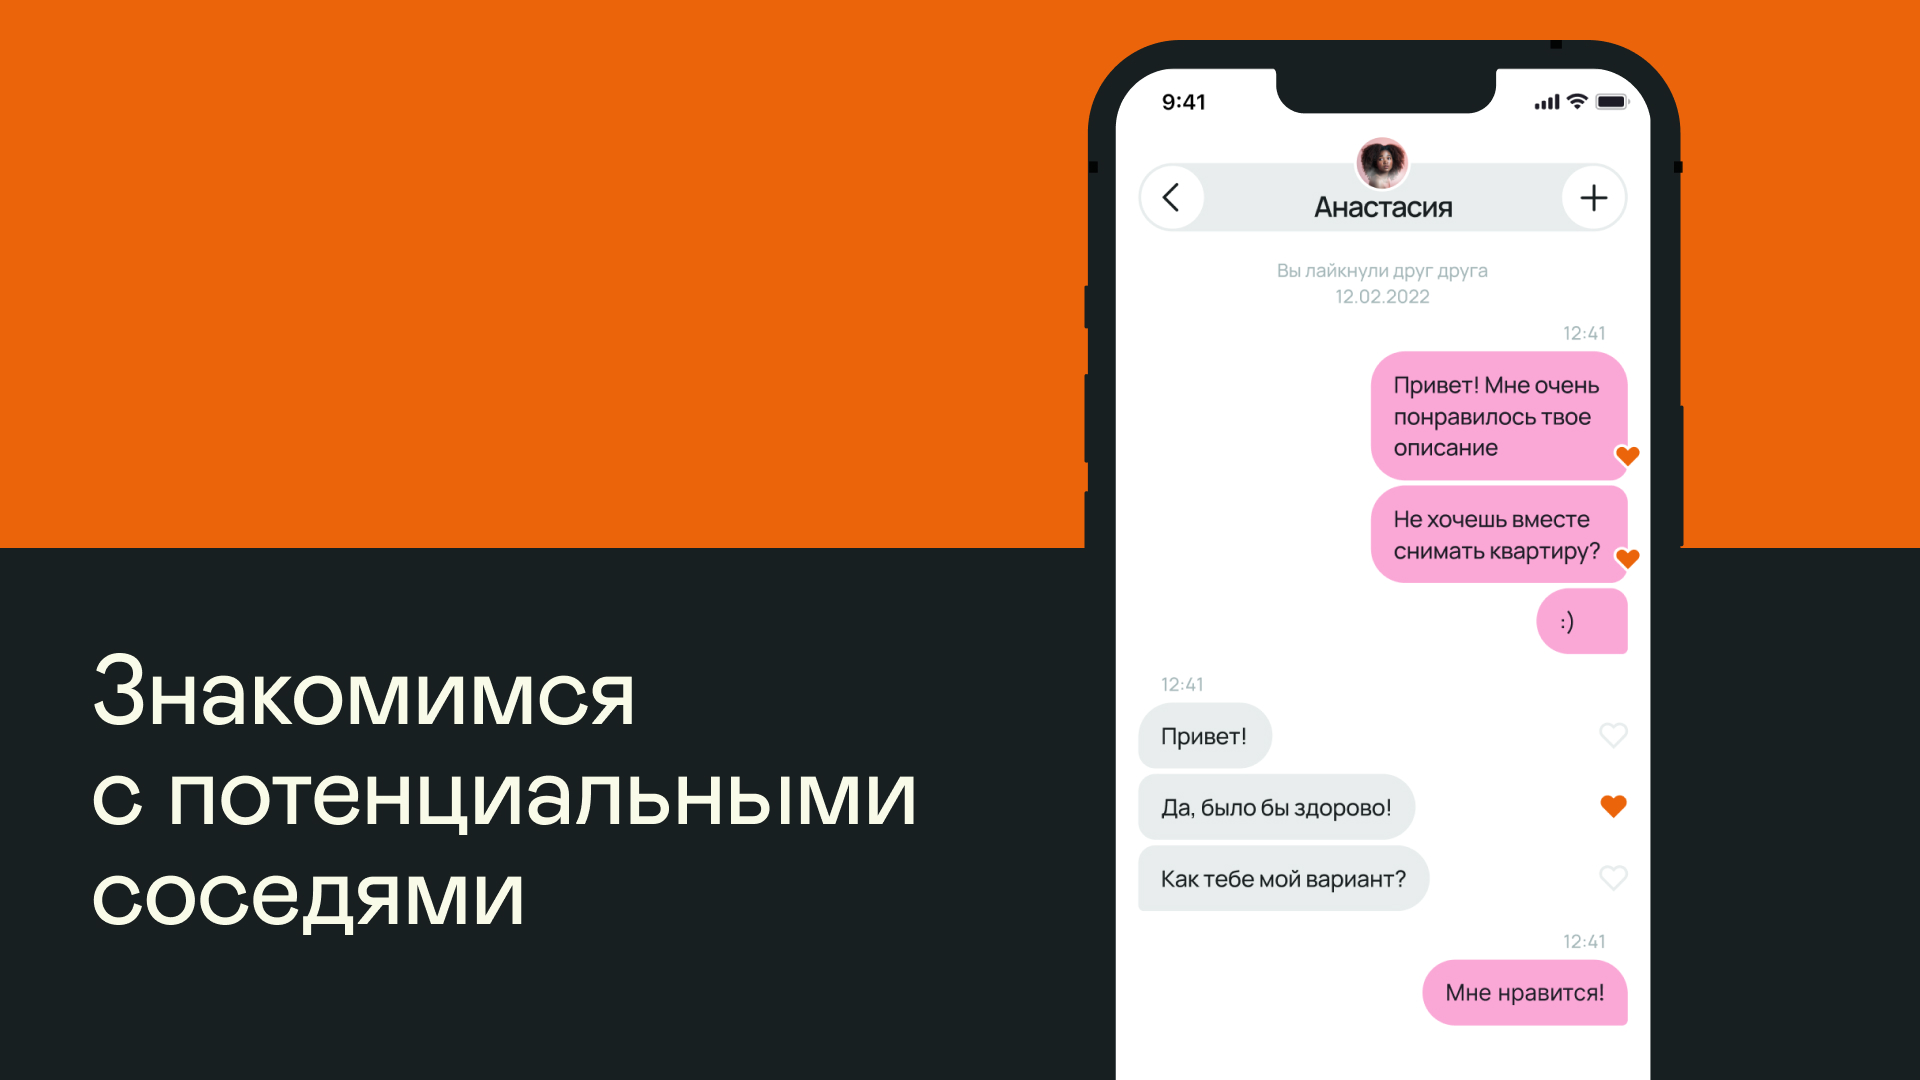 Знакомимся
с потенциальными
соседями
9:41
Анастасия
Вы лайкнули друг друга
12.02.2022
12:41
Привет! Мне очень
понравилось твое
описание
Не хочешь вместе
снимать квартиру?
:)
12:41
Привет!
Да, было бы здорово!
Как тебе мой вариант?
12:41
Мне нравится!